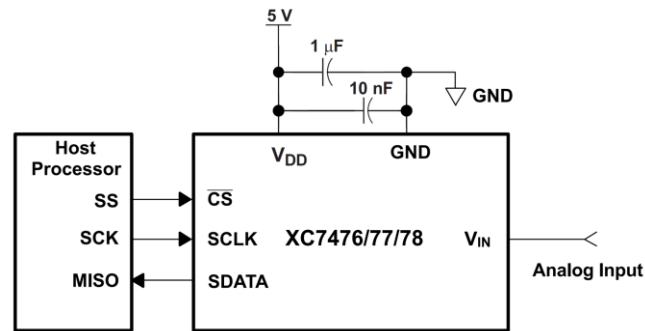 5 V
1 μF
10 nF
GND
Host
Processor
V_DD
GND
SS
CS̅
SCK
SCLK
XC7476/77/78
V_IN
MISO
SDATA
Analog Input